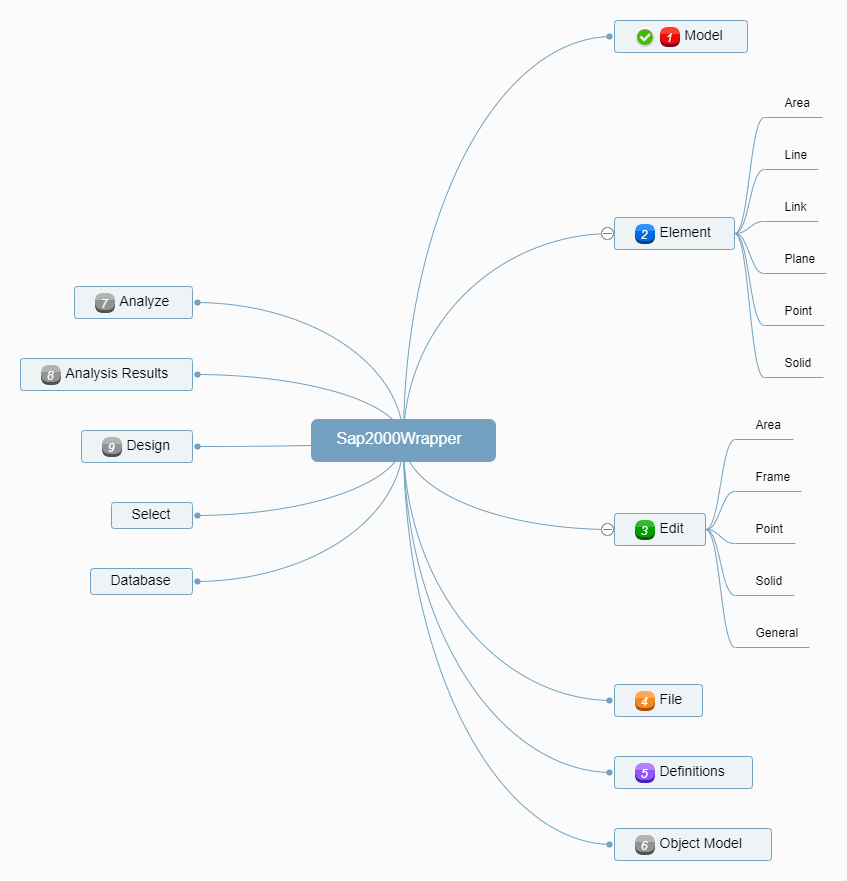 Sap2000Wrapper
1 Model
2 Element
Area
Line
Link
Plane
Point
Solid
3 Edit
Area
Frame
Point
Solid
General
4 File
5 Definitions
6 Object Model
7 Analyze
8 Analysis Results
9 Design
Select
Database